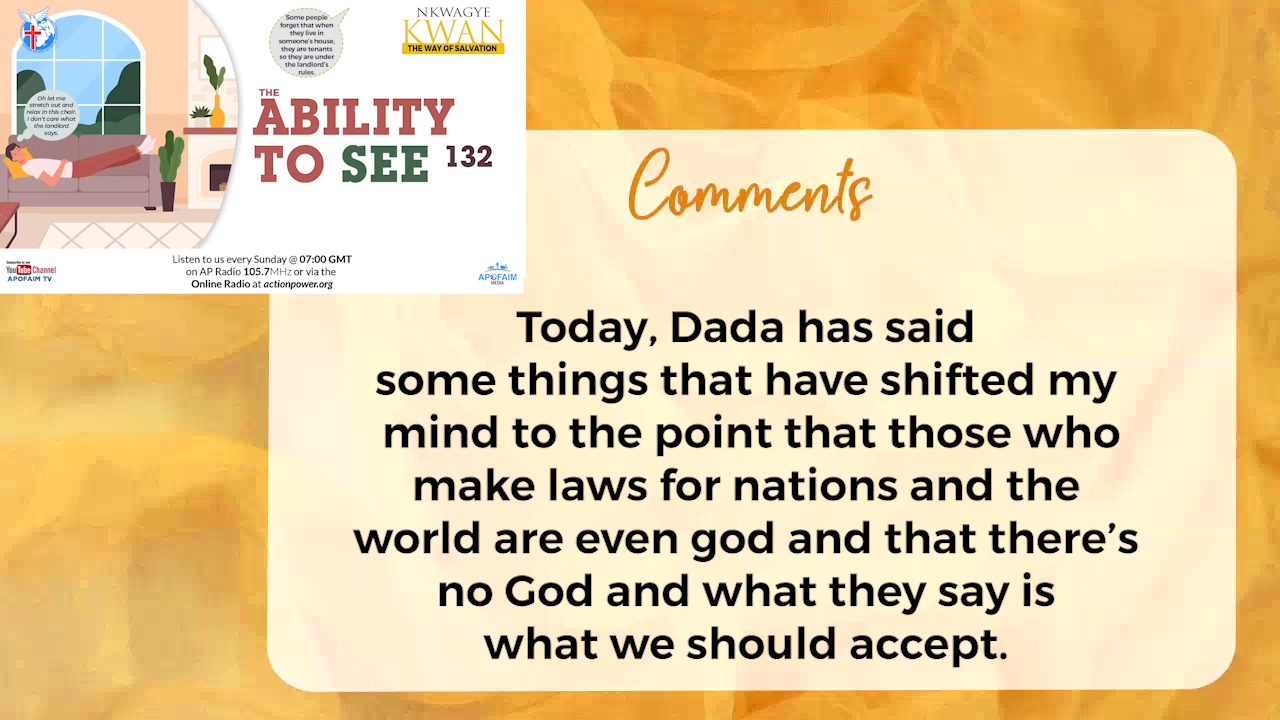 Some people
forget that when
they live in
someone's house,
they are tenants
so they are under
the landlord's
rules.
NKWAGYE
KWAN
THE WAY OF SALVATION
Oh let me
stretch out and
relax in this chair.
I don't care what
the landlord
says.
THE
ABILITY
TO SEE 132
Listen to us every Sunday @ 07:00 GMT
on AP Radio 105.7MHz or via the
Online Radio at actionpower.org
Subscribe to our
YouTube Channel
APOFAIM TV
APOFAIM
MEDIA
Comments
Today, Dada has said
some things that have shifted my
mind to the point that those who
make laws for nations and the
world are even god and that there's
no God and what they say is
what we should accept.